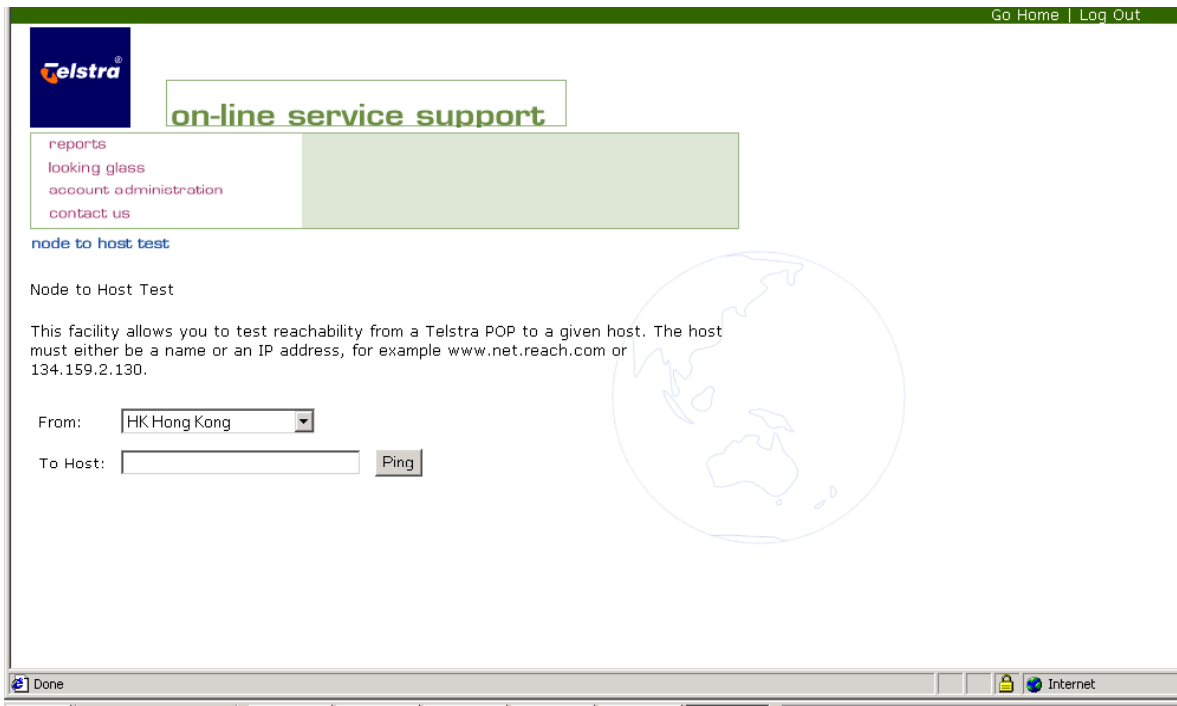 Go Home | Log Out
Telstra®
on-line service support
reports
looking glass
account administration
contact us
node to host test
Node to Host Test
This facility allows you to test reachability from a Telstra POP to a given host. The host
must either be a name or an IP address, for example www.net.reach.com or
134.159.2.130.
From: HK Hong Kong
To Host: Ping
Done Internet